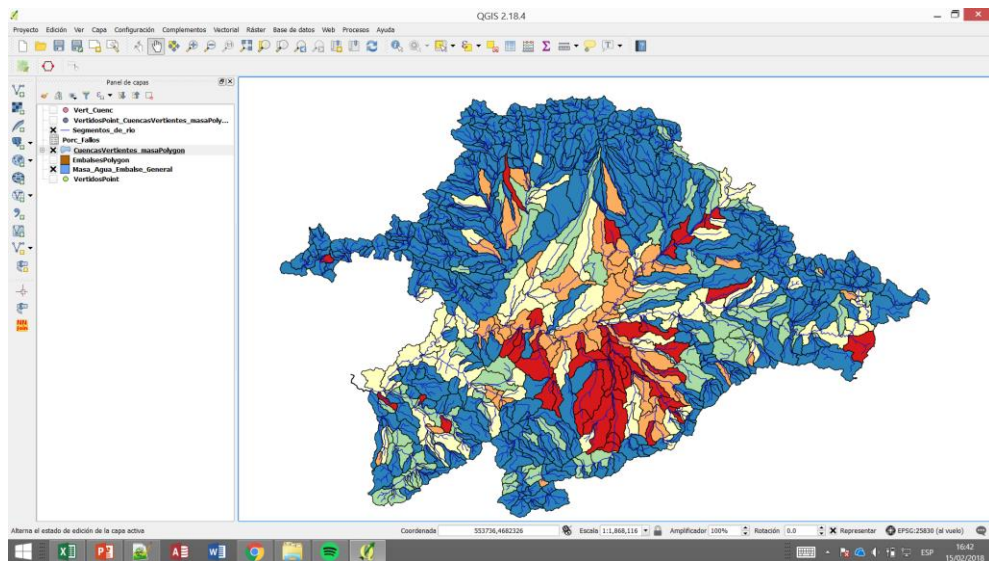 QGIS 2.18.4
Proyecto Edición Ver Capa Configuración Complementos Vectorial Ráster Base de datos Web Procesos Ayuda
Panel de capas
Vert_Cuenc
VertidosPoint_CuencasVertientes_masaPoly...
Segmentos_de_rio
Porc_Fallos
CuencasVertientes_masaPolygon
EmbalsesPolygon
Masa_Agua_Embalse_General
VertidosPoint
Alterna el estado de edición de la capa activa
Coordenada 553736,4682326 Escala 1:1,868,116 Amplificador 100% Rotación 0.0 Representar EPSG:25830 (al vuelo)
ESP
16:42
15/02/2018